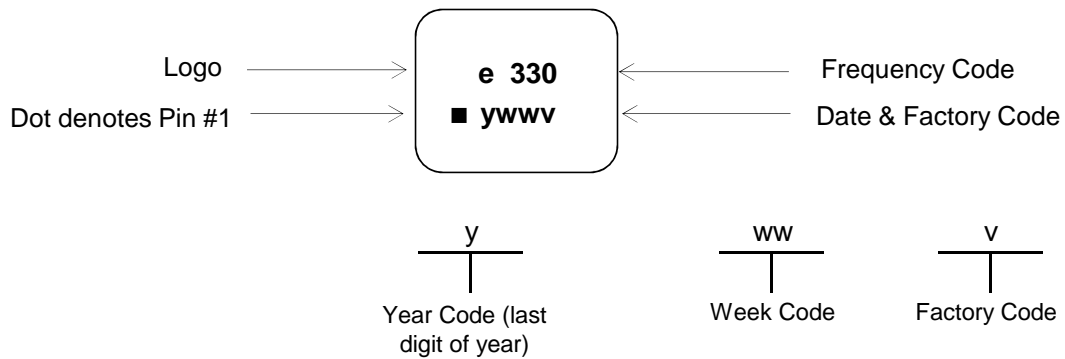 Logo
e 330
Frequency Code
Dot denotes Pin #1
■ ywwv
Date & Factory Code
y
ww
v
Year Code (last
digit of year)
Week Code
Factory Code